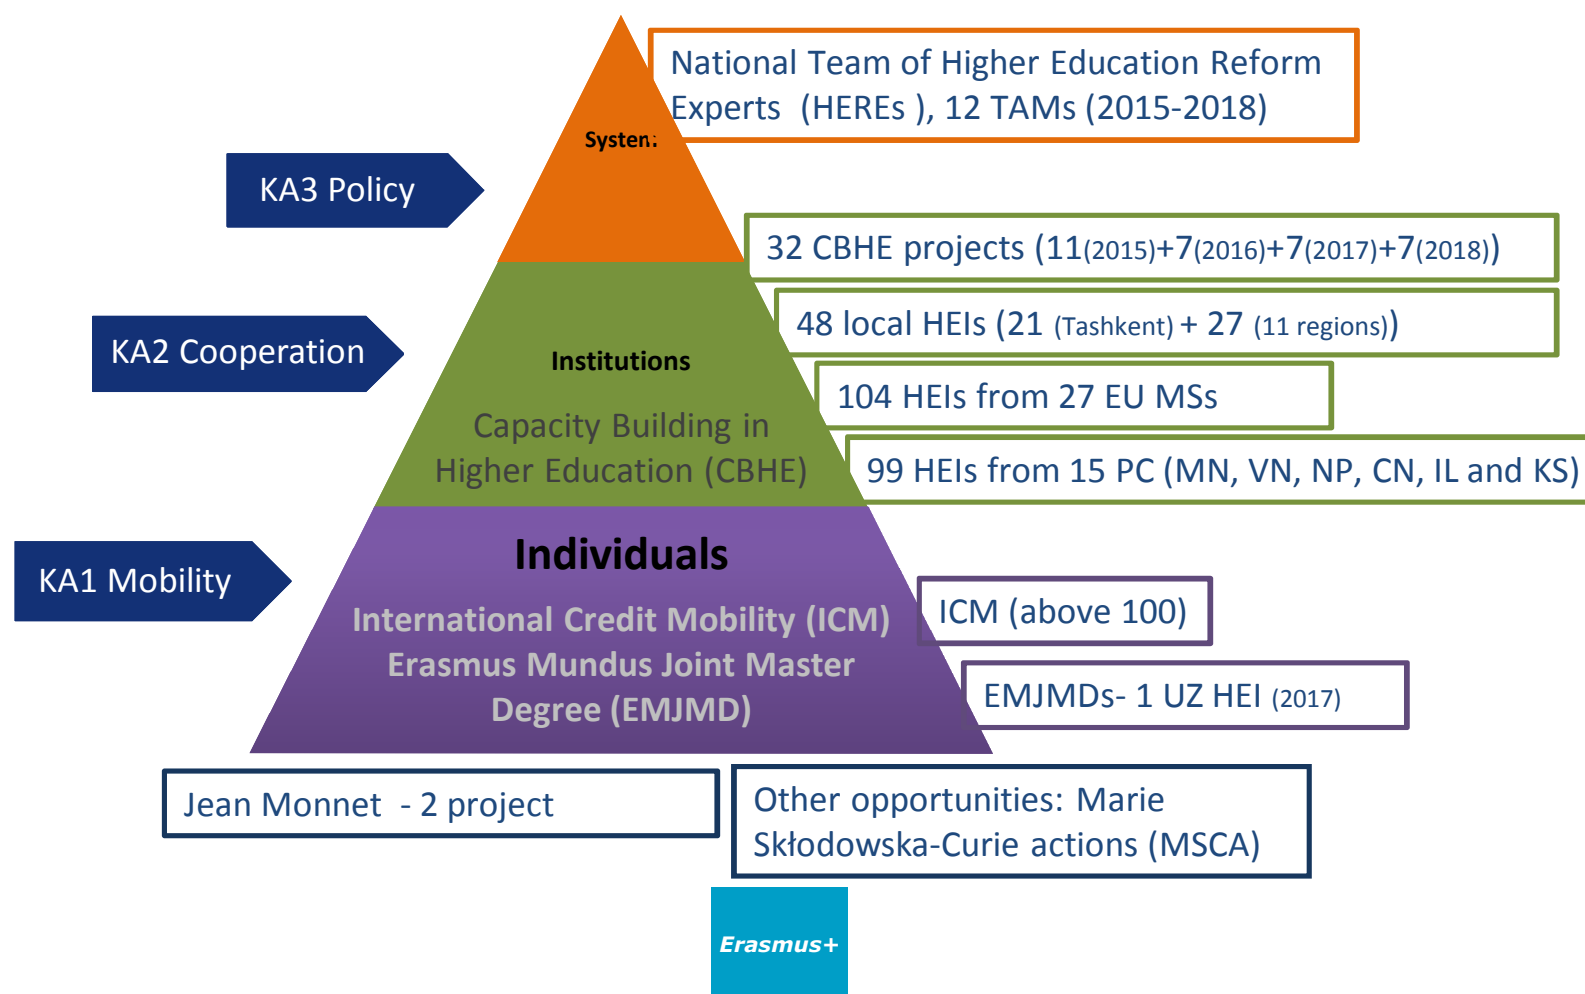 National Team of Higher Education Reform
Experts (HEREs ), 12 TAMs (2015-2018)
System
KA3 Policy
32 CBHE projects (11(2015)+7(2016)+7(2017)+7(2018))
48 local HEIs (21 (Tashkent) + 27 (11 regions))
KA2 Cooperation
Institutions
104 HEIs from 27 EU MSs
Capacity Building in
Higher Education (CBHE)
99 HEIs from 15 PC (MN, VN, NP, CN, IL and KS)
Individuals
KA1 Mobility
International Credit Mobility (ICM)
Erasmus Mundus Joint Master
Degree (EMJMD)
ICM (above 100)
EMJMDs- 1 UZ HEI (2017)
Jean Monnet - 2 project
Other opportunities: Marie
Skłodowska-Curie actions (MSCA)
Erasmus+